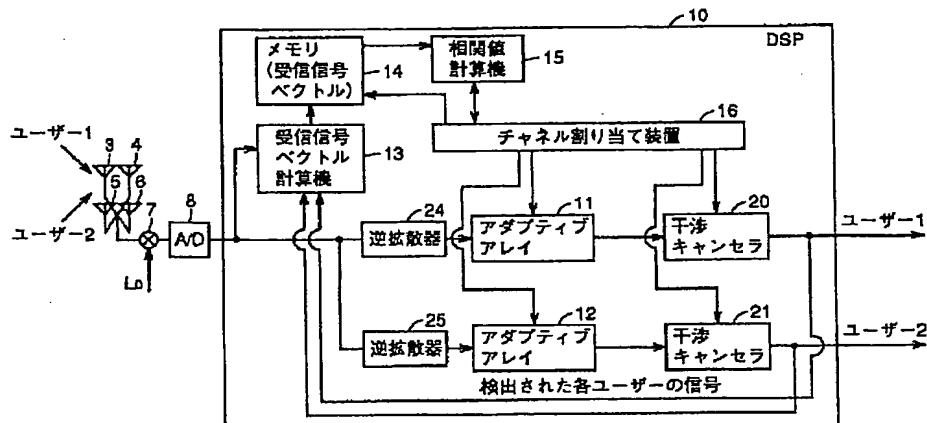 10
DSP
メモリ
(受信信号
ベクトル)
14
相関値
計算機
15
16
チャネル割り当て装置
受信信号
ベクトル
計算機
13
ユーザー1
3
4
5
6
ユーザー2
7
8
A/D
24
逆拡散器
11
アダプティブ
アレイ
20
干渉
キャンセラ
ユーザー1
25
逆拡散器
12
アダプティブ
アレイ
21
干渉
キャンセラ
ユーザー2
検出された各ユーザーの信号